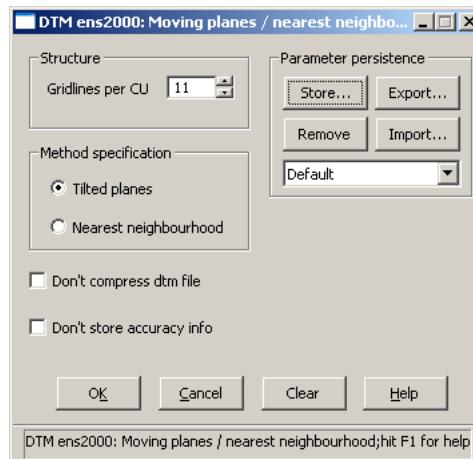 DTM ens2000: Moving planes / nearest neighbo...
Structure
Gridlines per CU 11
Method specification
Tilted planes
Nearest neighbourhood
Parameter persistence
Store... Export...
Remove Import...
Default
Don't compress dtm file
Don't store accuracy info
OK Cancel Clear Help
DTM ens2000: Moving planes / nearest neighbourhood;hit F1 for help